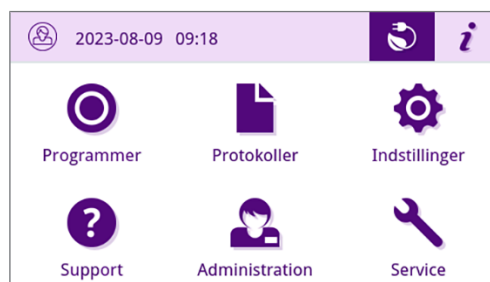 2023-08-09 09:18 i
Programmer Protokoller Indstillinger
?
Support Administration Service